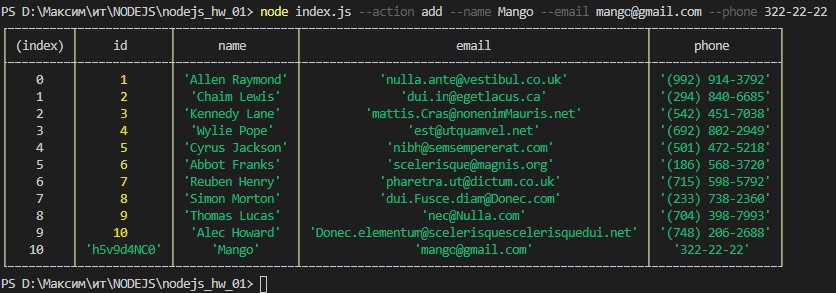 PS D:\Максим\ит\NODEJS\nodejs_hw_01> node index.js --action add --name Mango --email mango@gmail.com --phone 322-22-22
(index) id name email phone
0 1 'Allen Raymond' 'nulla.ante@vestibul.co.uk' '(992) 914-3792'
1 2 'Chaim Lewis' 'dui.in@egetlacus.ca' '(294) 840-6685'
2 3 'Kennedy Lane' 'mattis.Cras@nonenimMauris.net' '(542) 451-7038'
3 4 'Wylie Pope' 'est@utquamvel.net' '(692) 802-2949'
4 5 'Cyrus Jackson' 'nibh@semsempererat.com' '(501) 472-5218'
5 6 'Abbot Franks' 'scelerisque@magnis.org' '(186) 568-3720'
6 7 'Reuben Henry' 'pharetra.ut@dictum.co.uk' '(715) 598-5792'
7 8 'Simon Morton' 'dui.Fusce.diam@Donec.com' '(233) 738-2360'
8 9 'Thomas Lucas' 'nec@Nulla.com' '(704) 398-7993'
9 10 'Alec Howard' 'Donec.elementum@scelerisquescelerisquedui.net' '(748) 206-2688'
10 'h5v9d4NC0' 'Mango' 'mango@gmail.com' '322-22-22'
PS D:\Максим\ит\NODEJS\nodejs_hw_01>